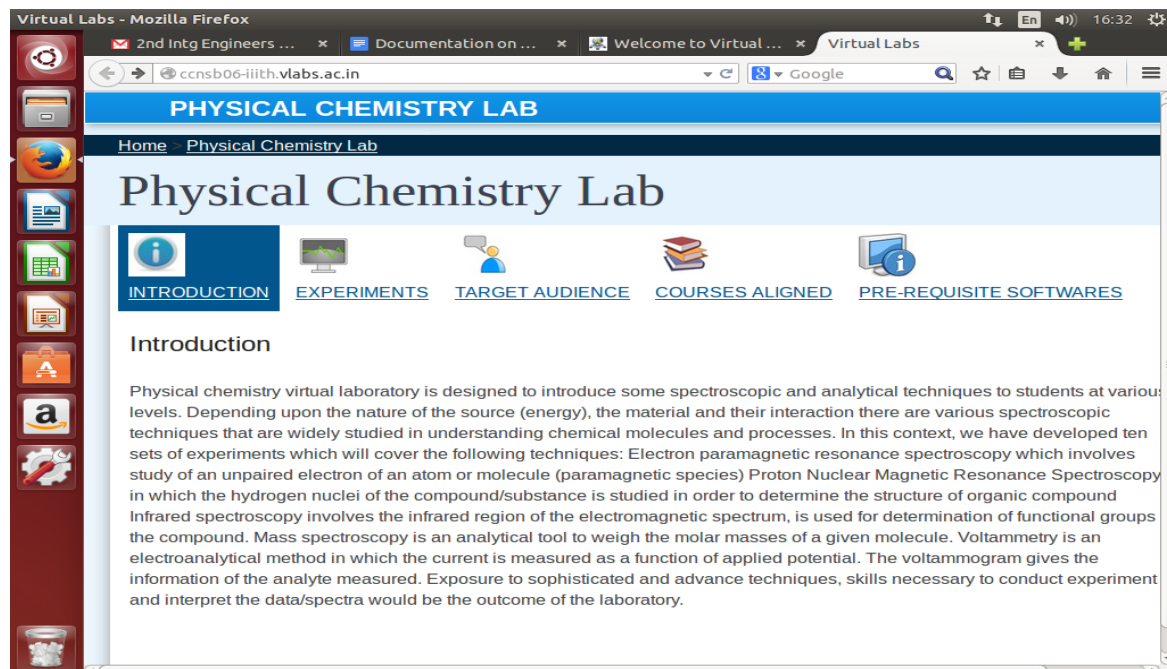 Virtual Labs - Mozilla Firefox
En
16:32
2nd Intg Engineers ...
Documentation on ...
Welcome to Virtual ...
Virtual Labs
ccnsb06-iiith.vlabs.ac.in
8
Google
PHYSICAL CHEMISTRY LAB
Home > Physical Chemistry Lab
Physical Chemistry Lab
INTRODUCTION EXPERIMENTS TARGET AUDIENCE COURSES ALIGNED PRE-REQUISITE SOFTWARES
Introduction
Physical chemistry virtual laboratory is designed to introduce some spectroscopic and analytical techniques to students at various
levels. Depending upon the nature of the source (energy), the material and their interaction there are various spectroscopic
techniques that are widely studied in understanding chemical molecules and processes. In this context, we have developed ten
sets of experiments which will cover the following techniques: Electron paramagnetic resonance spectroscopy which involves
study of an unpaired electron of an atom or molecule (paramagnetic species) Proton Nuclear Magnetic Resonance Spectroscopy
in which the hydrogen nuclei of the compound/substance is studied in order to determine the structure of organic compound
Infrared spectroscopy involves the infrared region of the electromagnetic spectrum, is used for determination of functional groups
the compound. Mass spectroscopy is an analytical tool to weigh the molar masses of a given molecule. Voltammetry is an
electroanalytical method in which the current is measured as a function of applied potential. The voltammogram gives the
information of the analyte measured. Exposure to sophisticated and advance techniques, skills necessary to conduct experiment
and interpret the data/spectra would be the outcome of the laboratory.